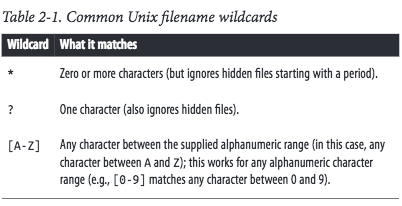 Table 2-1. Common Unix filename wildcards
Wildcard What it matches
* Zero or more characters (but ignores hidden files starting with a period).
? One character (also ignores hidden files).
[A-Z] Any character between the supplied alphanumeric range (in this case, any
character between A and Z); this works for any alphanumeric character
range (e.g., [0-9] matches any character between 0 and 9).